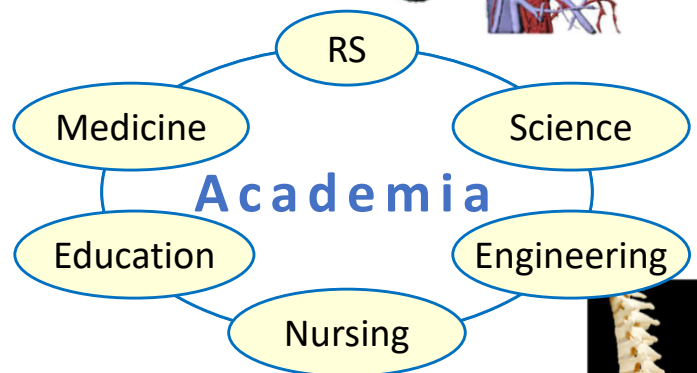 RS
Medicine
Science
Academia
Education
Engineering
Nursing